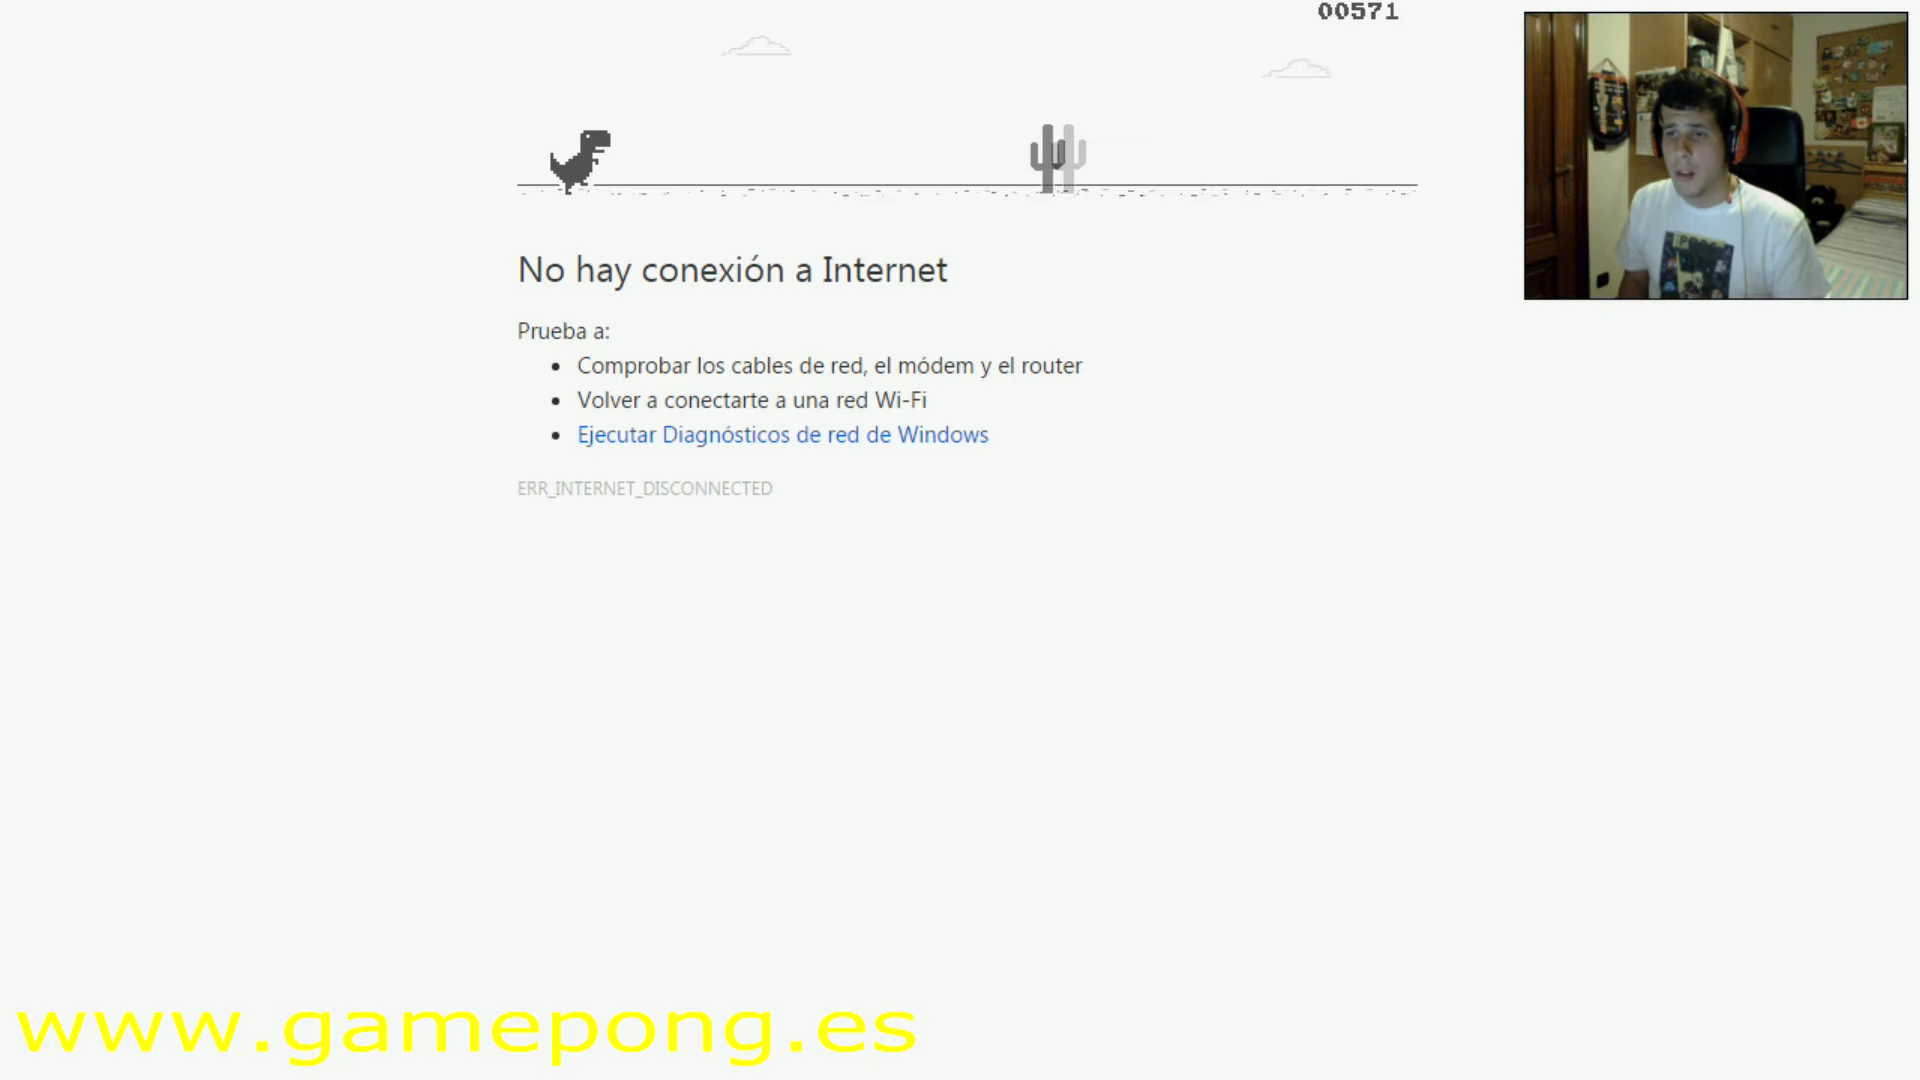 00571
No hay conexión a Internet
Prueba a:
Comprobar los cables de red, el módem y el router
Volver a conectarte a una red Wi-Fi
Ejecutar Diagnósticos de red de Windows
ERR_INTERNET_DISCONNECTED
www.gamepong.es